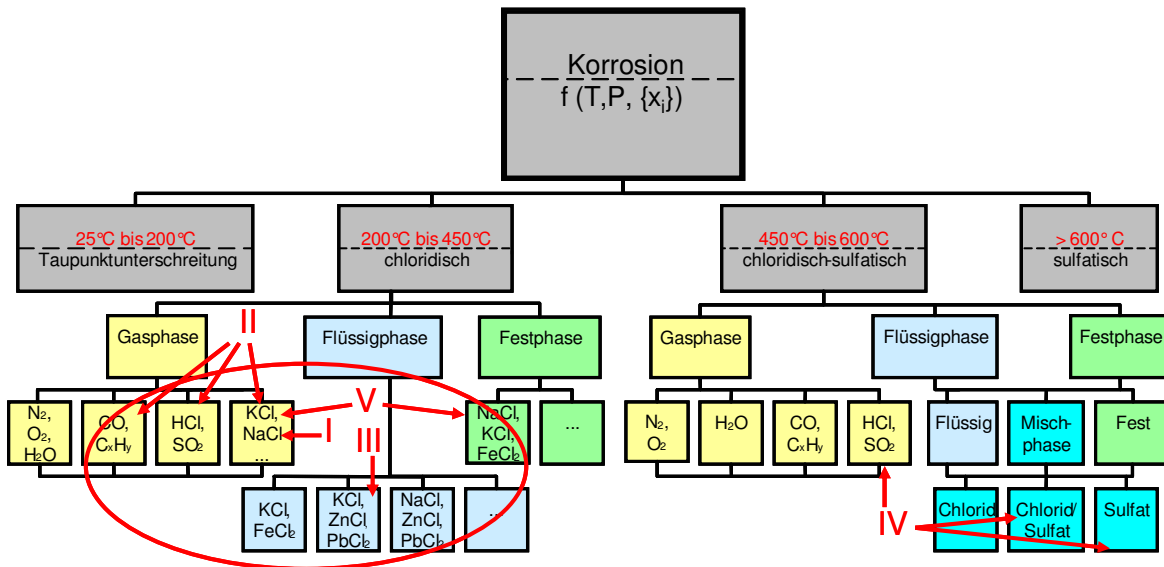 Korrosion
f (T,P, {xi})
25°C bis 200°C
Taupunktunterschreitung
200°C bis 450°C
chloridisch
450°C bis 600°C
chloridisch-sulfatisch
> 600° C
sulfatisch
II
Gasphase
Flüssigphase
Festphase
Gasphase
Flüssigphase
Festphase
N2,
O2,
H2O
CO,
CxHy
HCl,
SO2
KCl,
NaCl
...
I
V
III
NaCl,
KCl,
FeCl2
...
N2,
O2
H2O
CO,
CxHy
HCl,
SO2
Flüssig
Misch-
phase
Fest
KCl,
FeCl2
KCl,
ZnCl,
PbCl2
NaCl,
ZnCl,
PbCl2
...
IV
Chlorid
Chlorid/
Sulfat
Sulfat